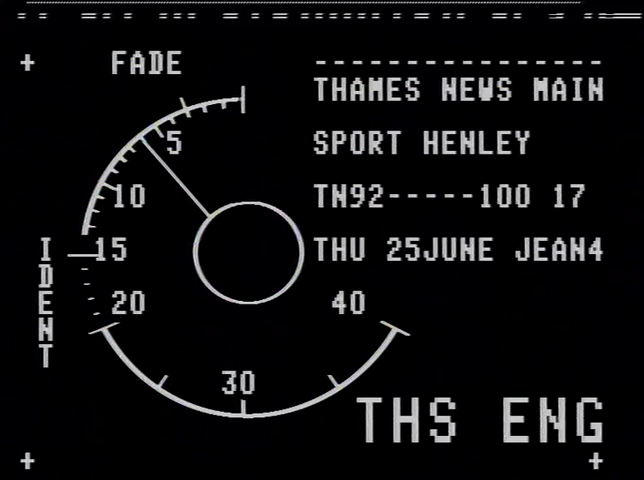 FADE
----------------
THAMES NEWS MAIN
5
SPORT HENLEY
10
TN92-----100 17
15
THU 25JUNE JEAN4
IDENT
20
40
30
THS ENG